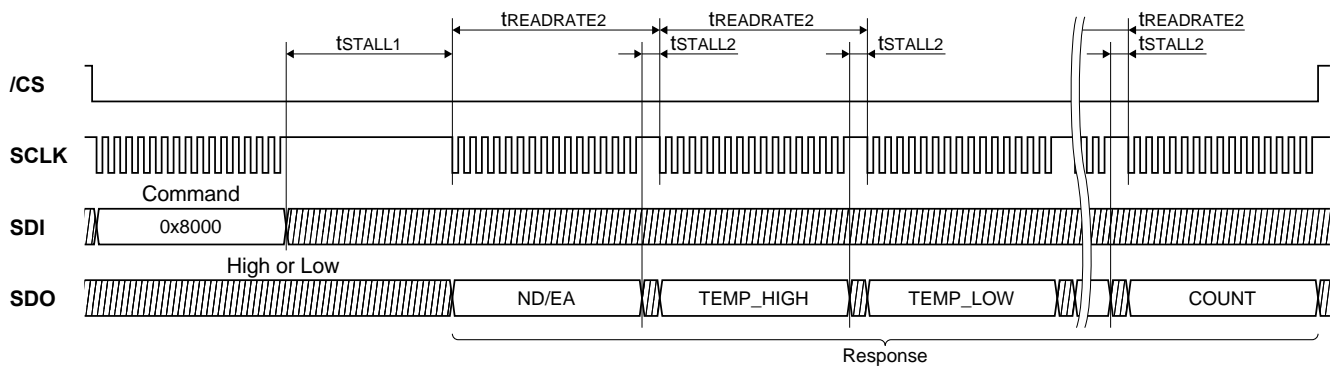 tREADRATE2 tREADRATE2 tREADRATE2
tSTALL1 tSTALL2 tSTALL2 tSTALL2
/CS
SCLK
Command
SDI 0x8000
High or Low
SDO ND/EA TEMP_HIGH TEMP_LOW COUNT
Response